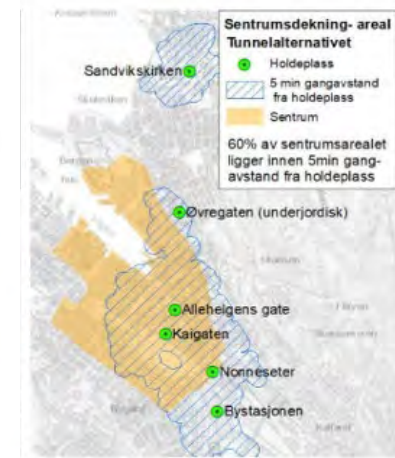 Sentrumsdekning- areal
Tunnelalternativet
Holdeplass
5 min gangavstand
fra holdeplass
Sentrum
60% av sentrumsarealet
ligger innen 5min gang-
avstand fra holdeplass
Sandvikskirken
Øvregaten (underjordisk)
Allehelgens gate
Kaigaten
Nonneseter
Bystasjonen